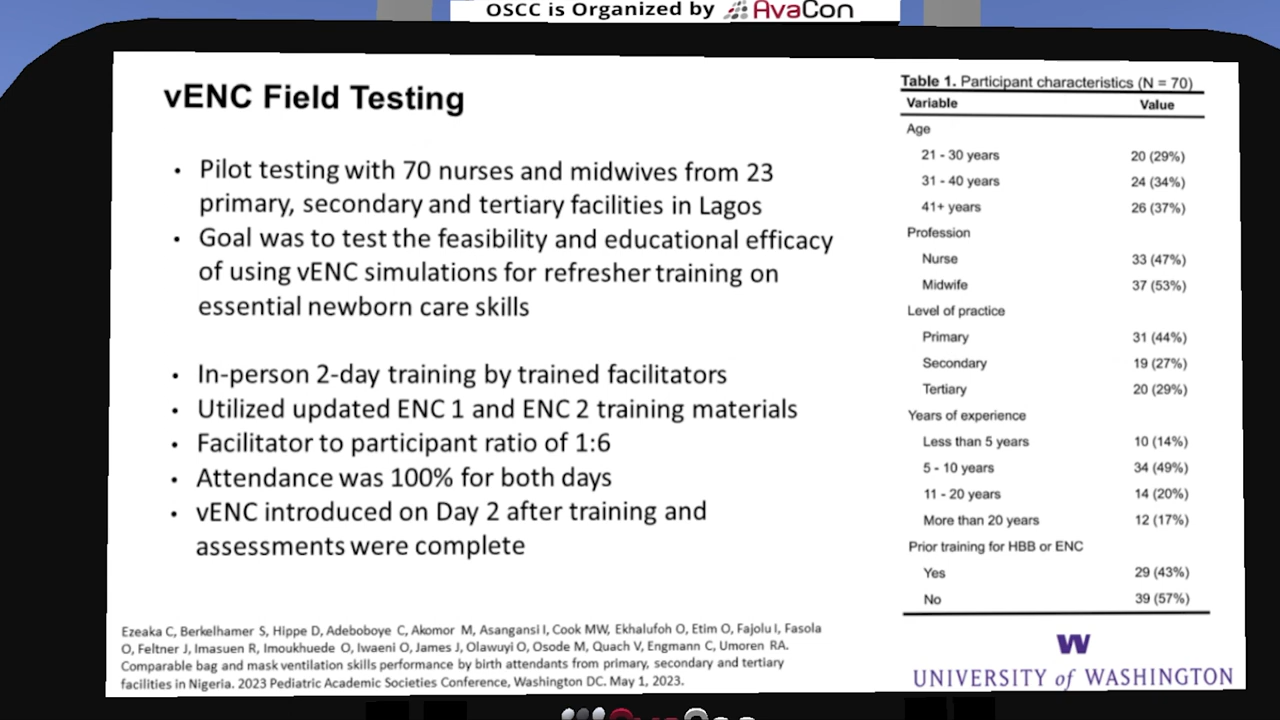 OSCC is Organized by AvaCon
vENC Field Testing
• Pilot testing with 70 nurses and midwives from 23
primary, secondary and tertiary facilities in Lagos
• Goal was to test the feasibility and educational efficacy
of using vENC simulations for refresher training on
essential newborn care skills
• In-person 2-day training by trained facilitators
• Utilized updated ENC 1 and ENC 2 training materials
• Facilitator to participant ratio of 1:6
• Attendance was 100% for both days
• vENC introduced on Day 2 after training and
assessments were complete
Ezeaka C, Berkelhamer S, Hippe D, Adeboboye C, Akomor M, Asangansi I, Cook MW, Ekhalufoh O, Etim O, Fajolu I, Fasola
O, Feltner J, Imasuen R, Imoukhuede O, Iwaeni O, James J, Olawuyi O, Osode M, Quach V, Engmann C, Umoren RA.
Comparable bag and mask ventilation skills performance by birth attendants from primary, secondary and tertiary
facilities in Nigeria. 2023 Pediatric Academic Societies Conference, Washington DC. May 1, 2023.
Table 1. Participant characteristics (N = 70)
Variable Value
Age
21 - 30 years 20 (29%)
31 - 40 years 24 (34%)
41+ years 26 (37%)
Profession
Nurse 33 (47%)
Midwife 37 (53%)
Level of practice
Primary 31 (44%)
Secondary 19 (27%)
Tertiary 20 (29%)
Years of experience
Less than 5 years 10 (14%)
5 - 10 years 34 (49%)
11 - 20 years 14 (20%)
More than 20 years 12 (17%)
Prior training for HBB or ENC
Yes 29 (43%)
No 39 (57%)
W
UNIVERSITY of WASHINGTON